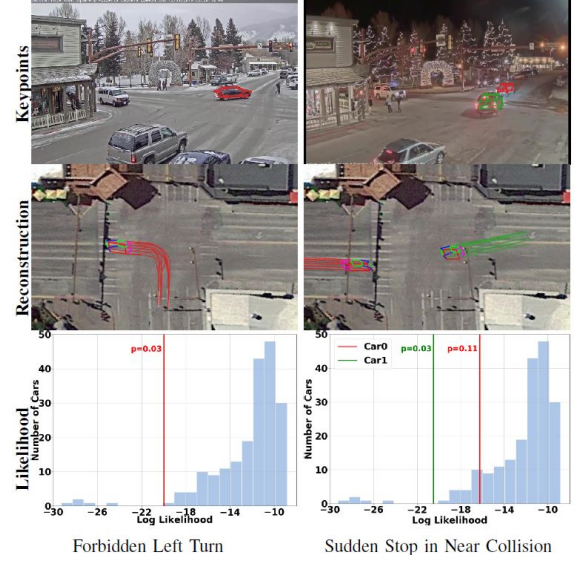 Keypoints
Reconstruction
Likelihood
Number of Cars
50
40
30
20
10
0
p=0.03
−30
−26
−22
−18
−14
−10
Log Likelihood
Number of Cars
50
40
30
20
10
0
Car0
Car1
p=0.03
p=0.11
−30
−26
−22
−18
−14
−10
Log Likelihood
Forbidden Left Turn
Sudden Stop in Near Collision